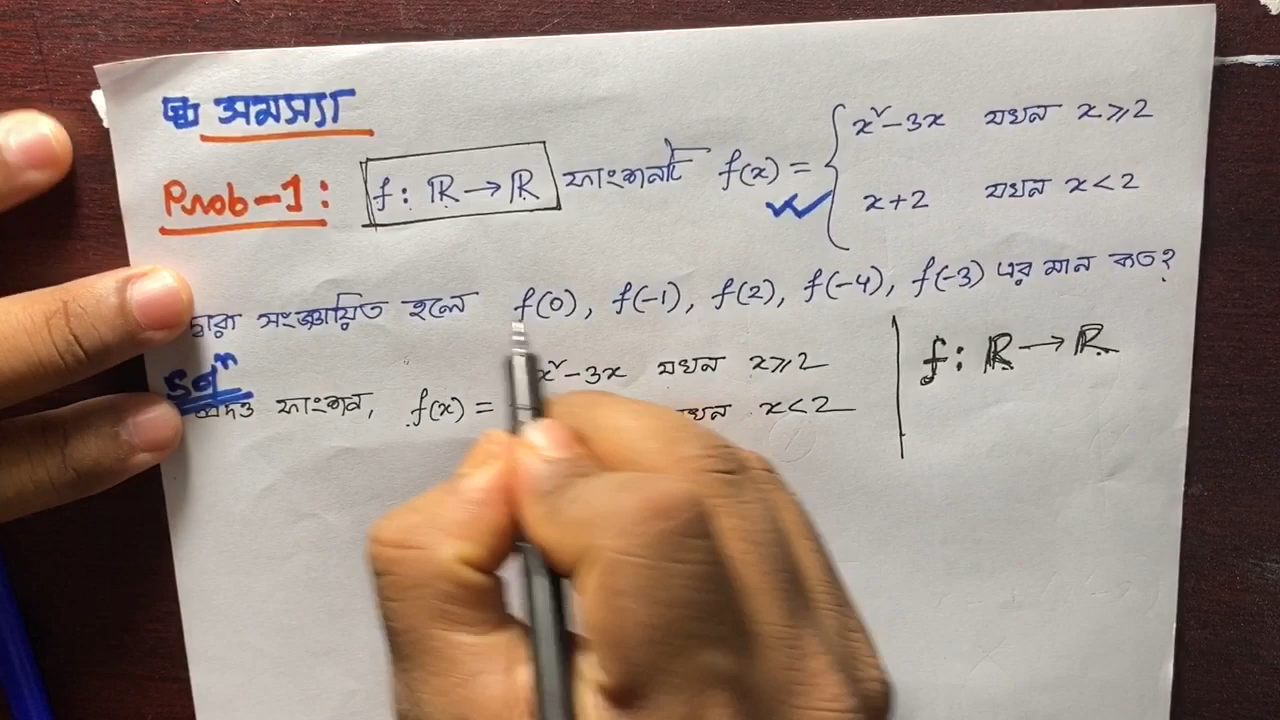 সমস্যা
Prob-1: f: ℝ→ℝ ফাংশনটি f(x) = { x²-3x যখন x≥2
x+2 যখন x<2
দ্বারা সংজ্ঞায়িত হলে f(0), f(-1), f(2), f(-4), f(-3) এর মান কত?
Solⁿ
প্রদত্ত ফাংশন, f(x) = x²-3x যখন x≥2
যখন x<2
f: ℝ→ℝ